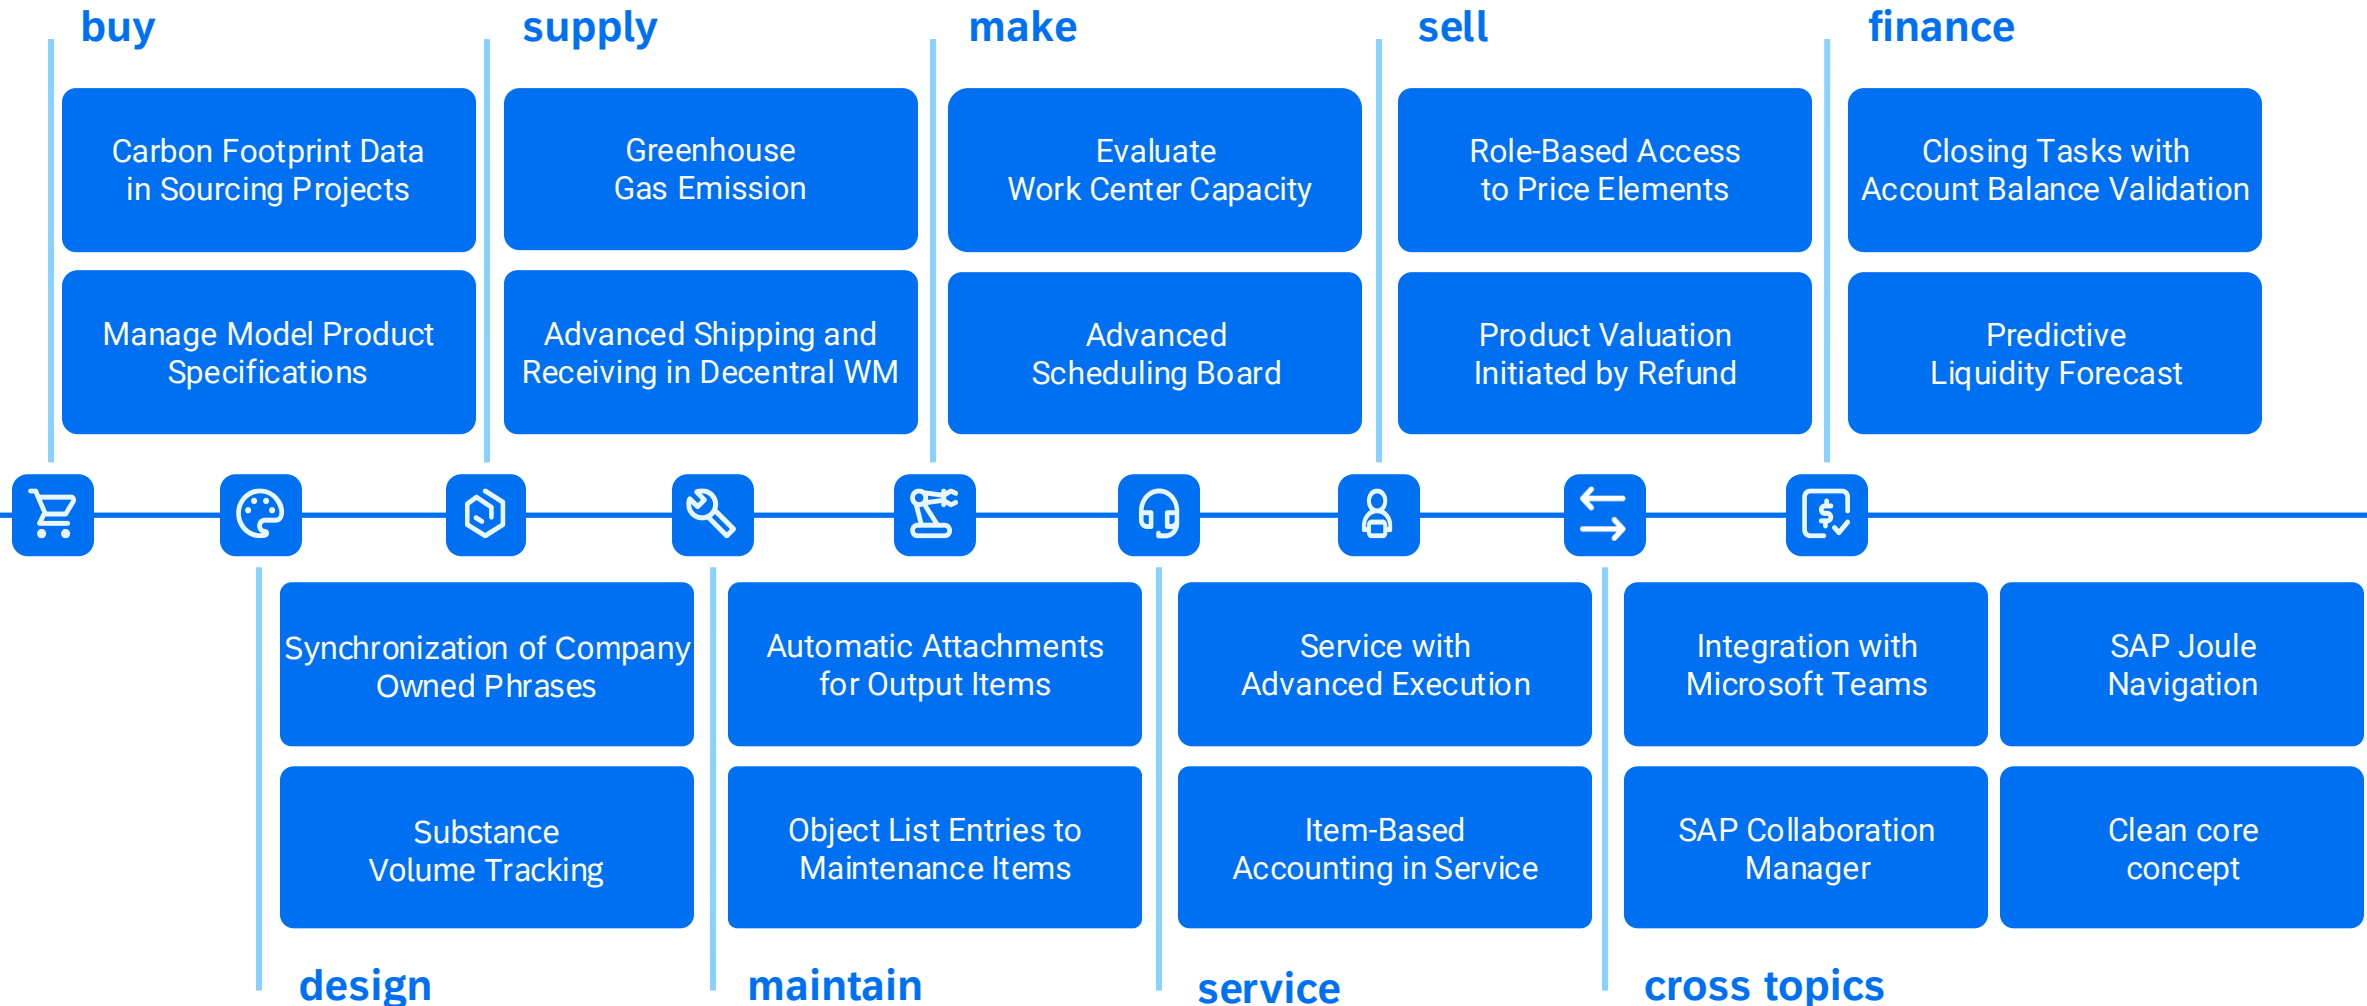 buy
Carbon Footprint Data
in Sourcing Projects
Manage Model Product
Specifications
supply
Greenhouse
Gas Emission
Advanced Shipping and
Receiving in Decentral WM
make
Evaluate
Work Center Capacity
Advanced
Scheduling Board
sell
Role-Based Access
to Price Elements
Product Valuation
Initiated by Refund
finance
Closing Tasks with
Account Balance Validation
Predictive
Liquidity Forecast
$
Synchronization of Company
Owned Phrases
Substance
Volume Tracking
design
Automatic Attachments
for Output Items
Object List Entries to
Maintenance Items
maintain
Service with
Advanced Execution
Item-Based
Accounting in Service
service
Integration with
Microsoft Teams
SAP Joule
Navigation
SAP Collaboration
Manager
Clean core
concept
cross topics